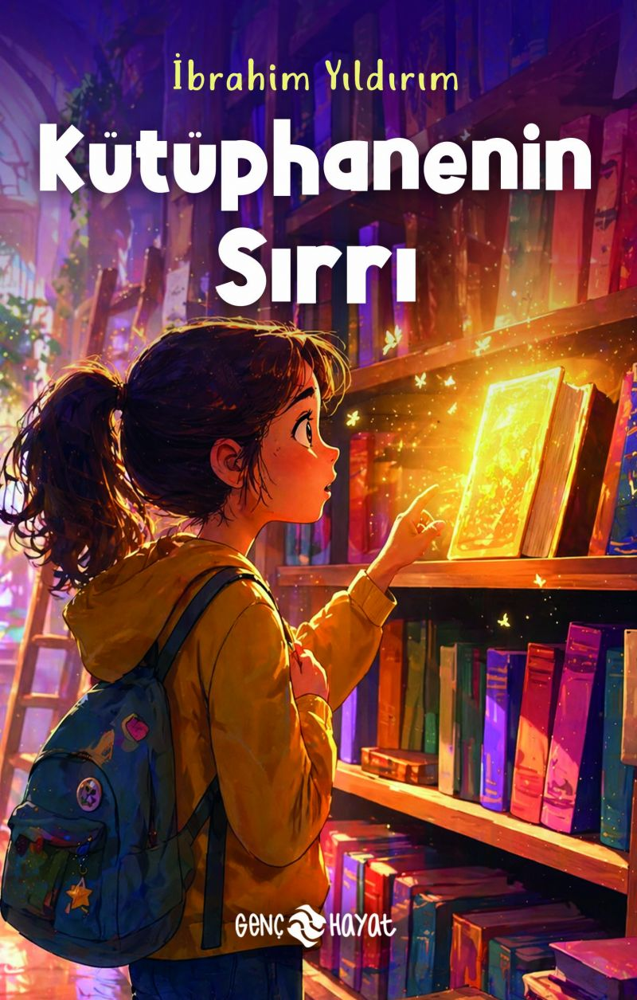 İbrahim Yıldırım
Kütüphanenin
Sırrı
GENÇ HAYAT